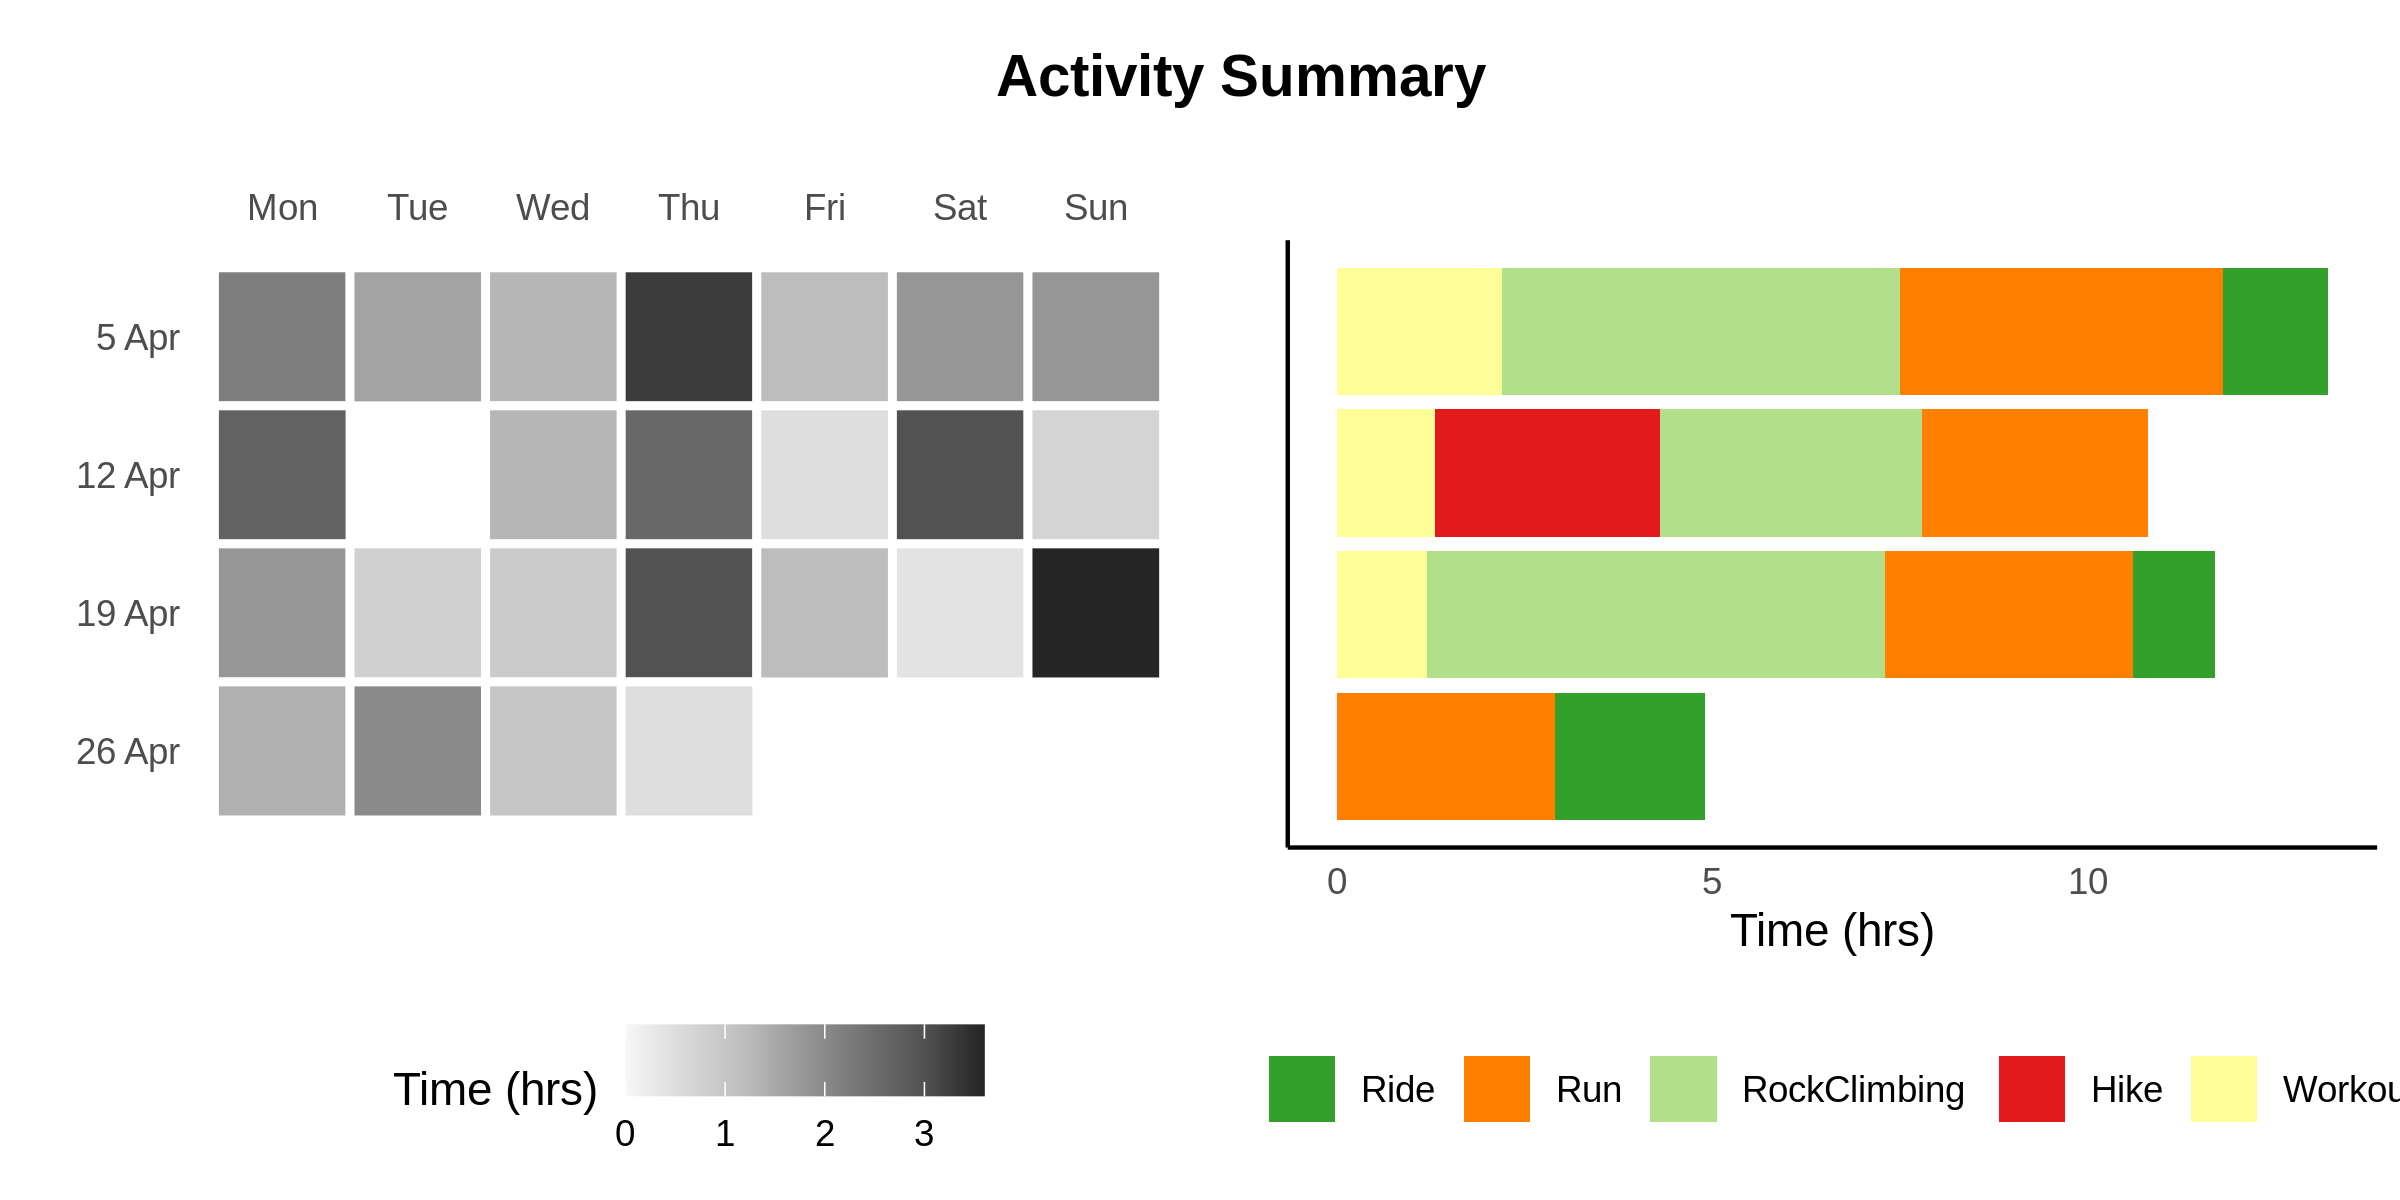 Activity Summary
Mon Tue Wed Thu Fri Sat Sun
5 Apr
12 Apr
19 Apr
26 Apr
0 5 10
Time (hrs)
Time (hrs)
0 1 2 3
Ride Run RockClimbing Hike Workou